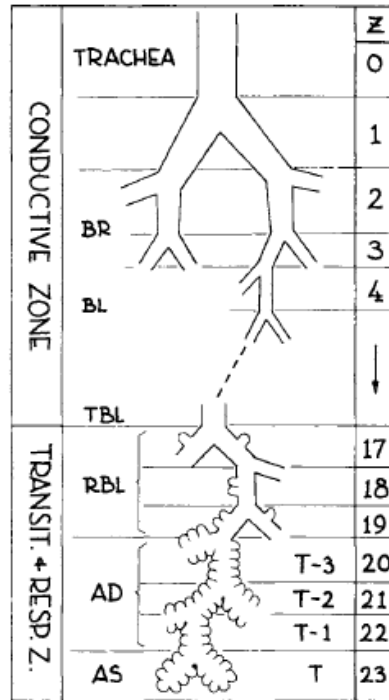 Z
TRACHEA
0
1
2
BR
3
BL
4
CONDUCTIVE ZONE
TBL
17
RBL
18
19
T-3
20
AD
T-2
21
T-1
22
AS
T
23
TRANSIT. + RESP. Z.